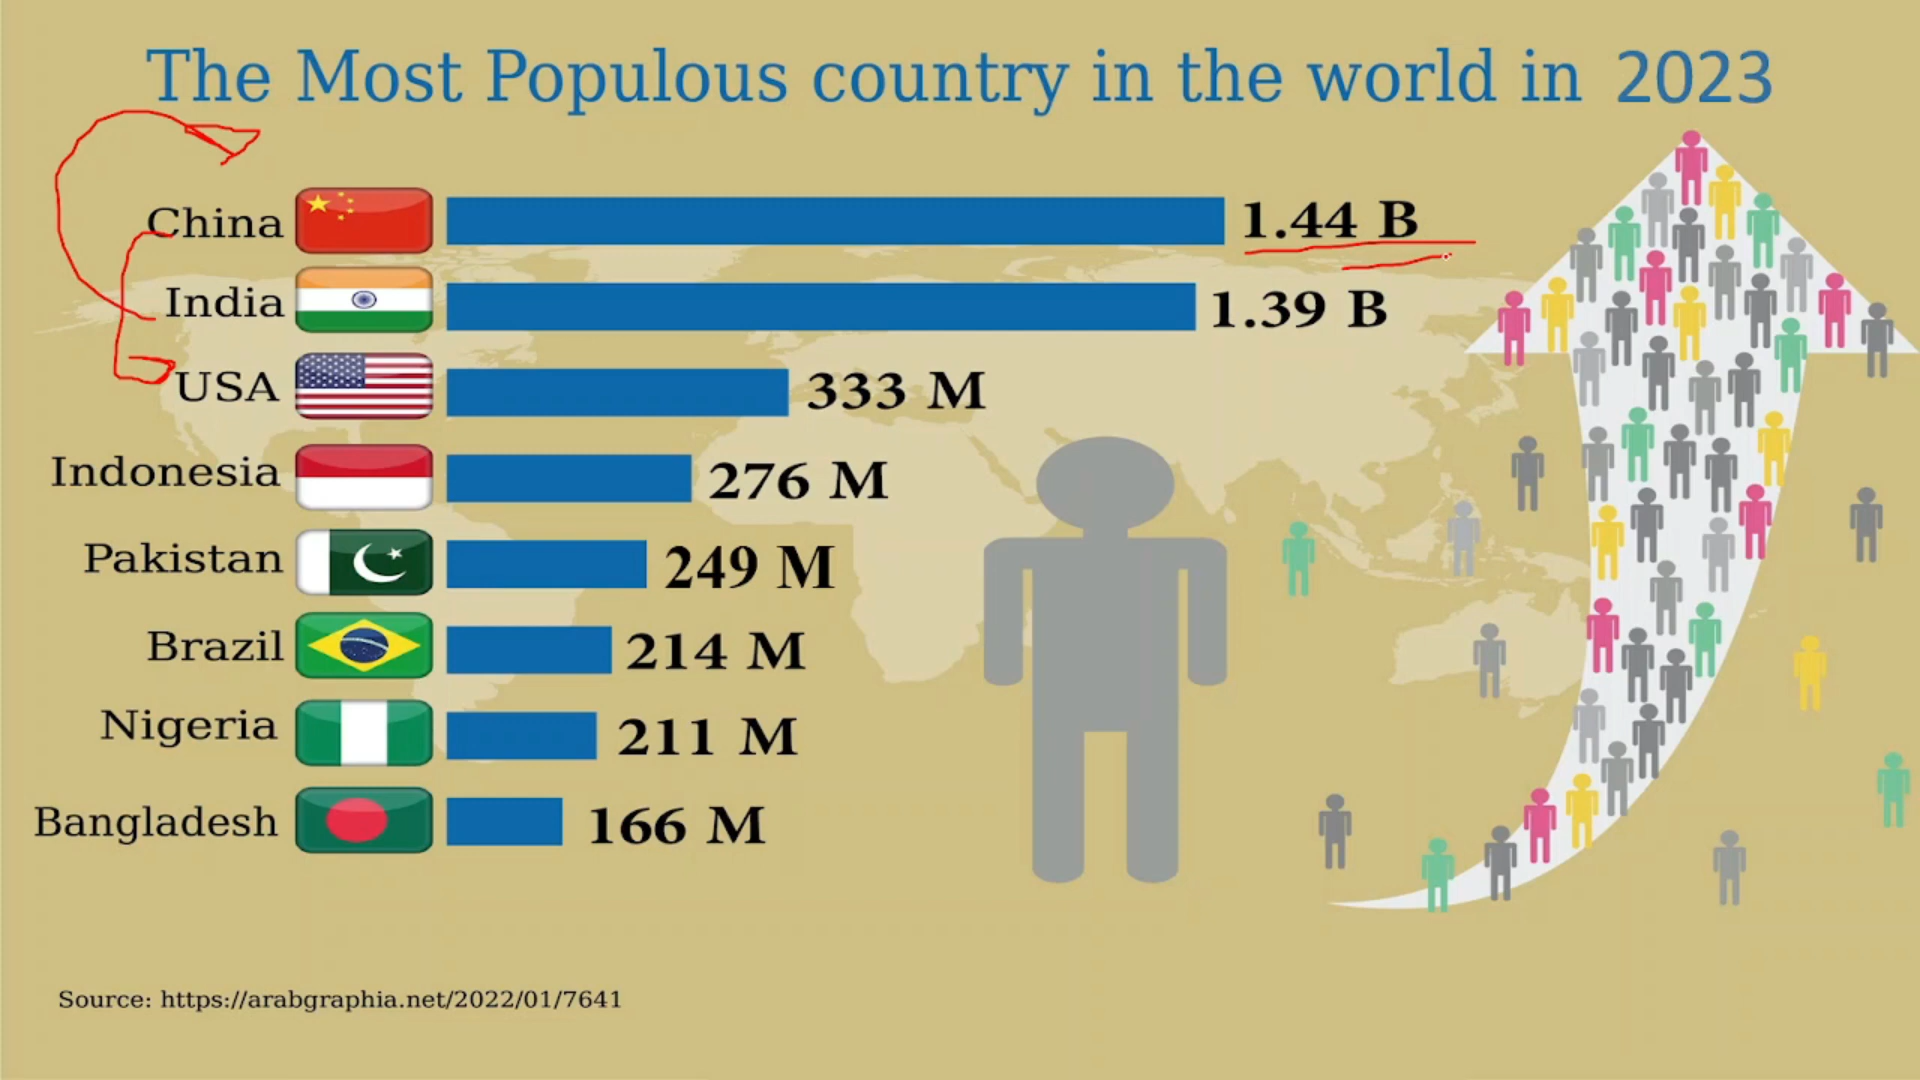 The Most Populous country in the world in 2023
China 1.44 B
India 1.39 B
USA 333 M
Indonesia 276 M
Pakistan 249 M
Brazil 214 M
Nigeria 211 M
Bangladesh 166 M
Source: https://arabgraphia.net/2022/01/7641